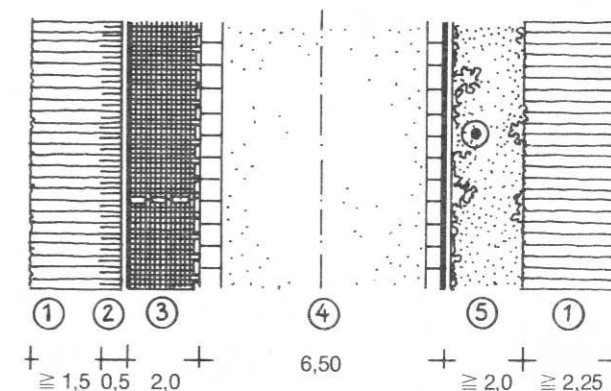 ① ② ③ ④ ⑤ ①
≧ 1,5 0,5 2,0 6,50 ≧ 2,0 ≧ 2,25